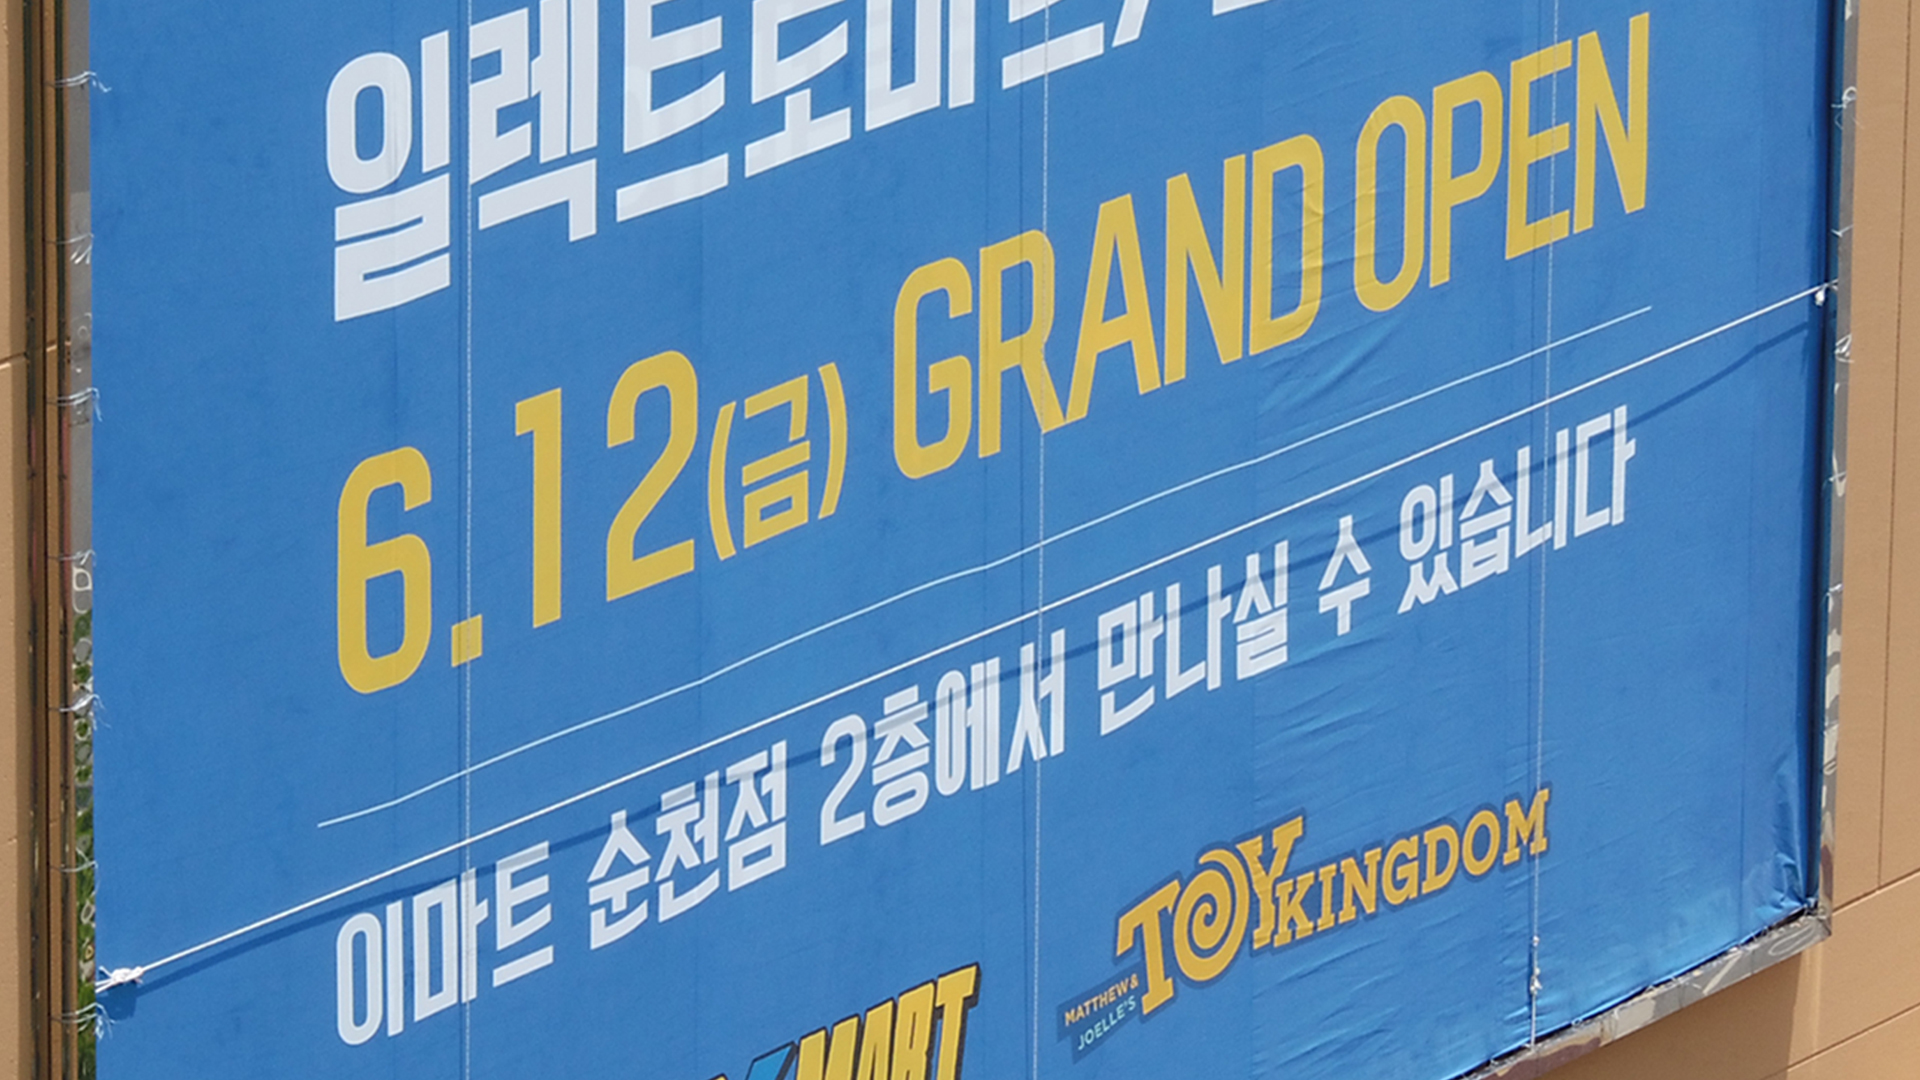 일렉트로마트
6.12(금) GRAND OPEN
이마트 순천점 2층에서 만나실 수 있습니다
MATTHEW & JOELLE'S TOY KINGDOM
MART